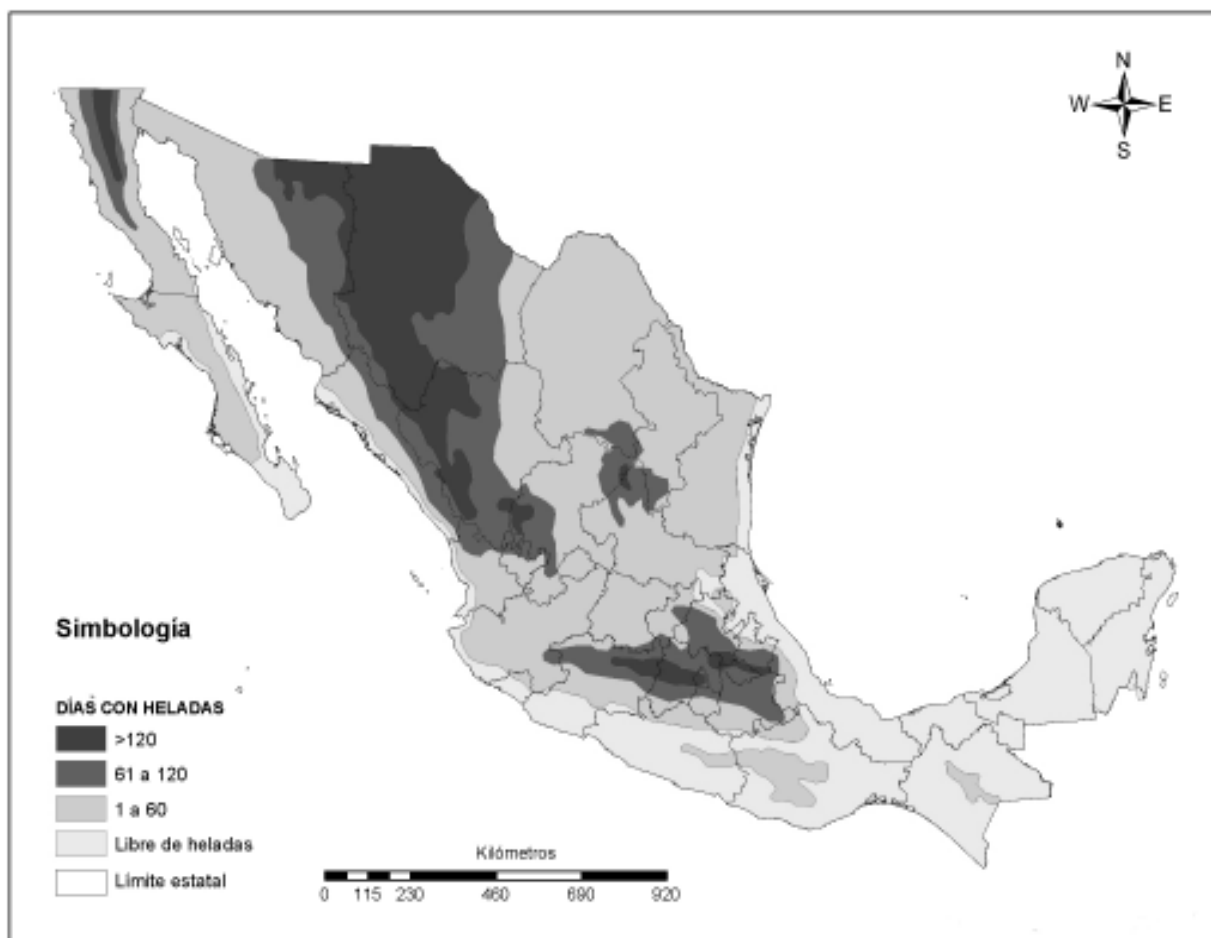 N
W E
S
Simbología
DÍAS CON HELADAS
>120
61 a 120
1 a 60
Libre de heladas
Límite estatal
Kilómetros
0 115 230 460 690 920